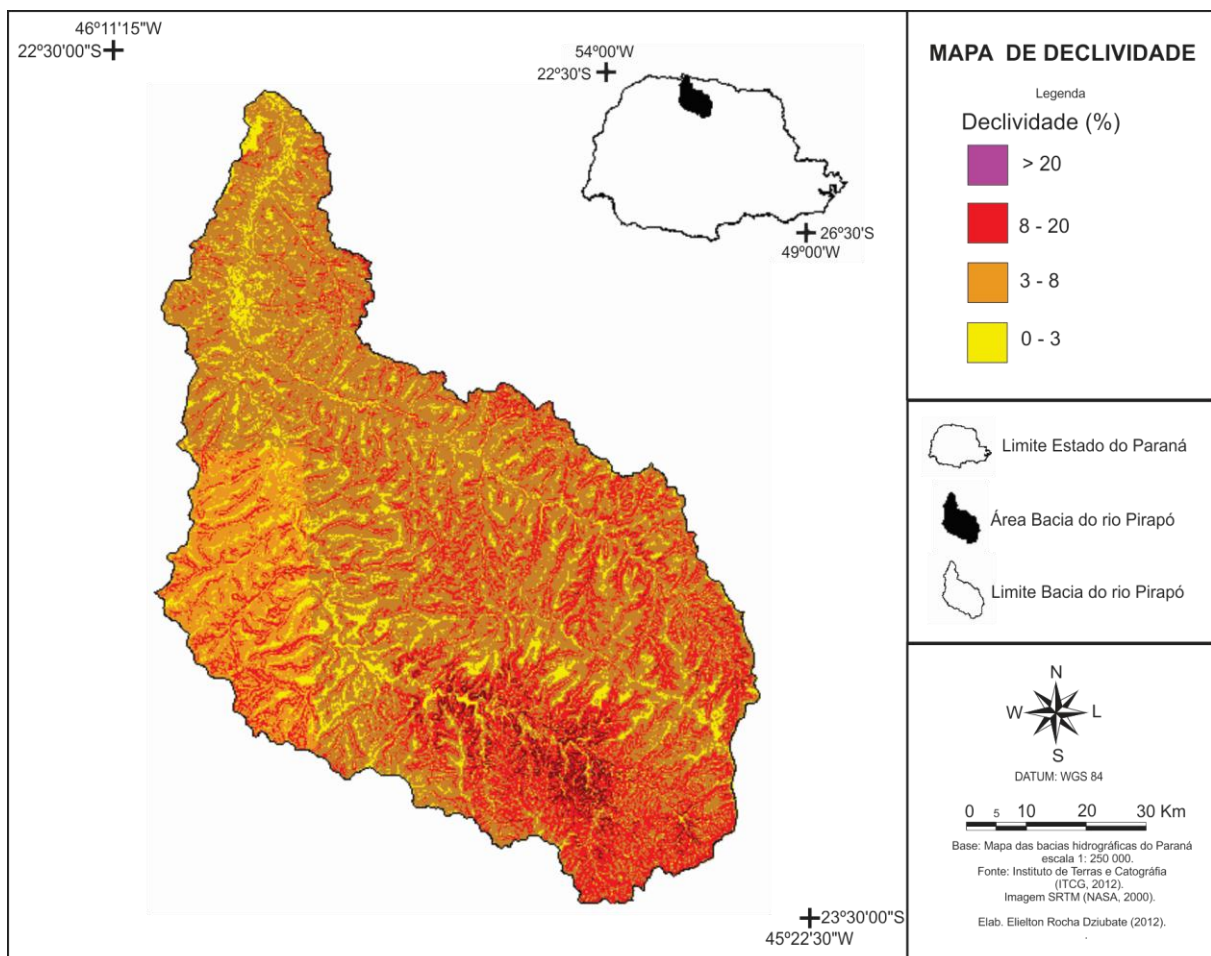 46º11'15"W
22º30'00"S
54º00'W
22º30'S
26º30'S
49º00'W
23º30'00"S
45º22'30"W
MAPA DE DECLIVIDADE
Legenda
Declividade (%)
> 20
8 - 20
3 - 8
0 - 3
Limite Estado do Paraná
Área Bacia do rio Pirapó
Limite Bacia do rio Pirapó
N
W L
S
DATUM: WGS 84
0 5 10 20 30 Km
Base: Mapa das bacias hidrográficas do Paraná
escala 1: 250 000.
Fonte: Instituto de Terras e Catográfia
(ITCG, 2012).
Imagem SRTM (NASA, 2000).
Elab. Elielton Rocha Dziubate (2012).
.